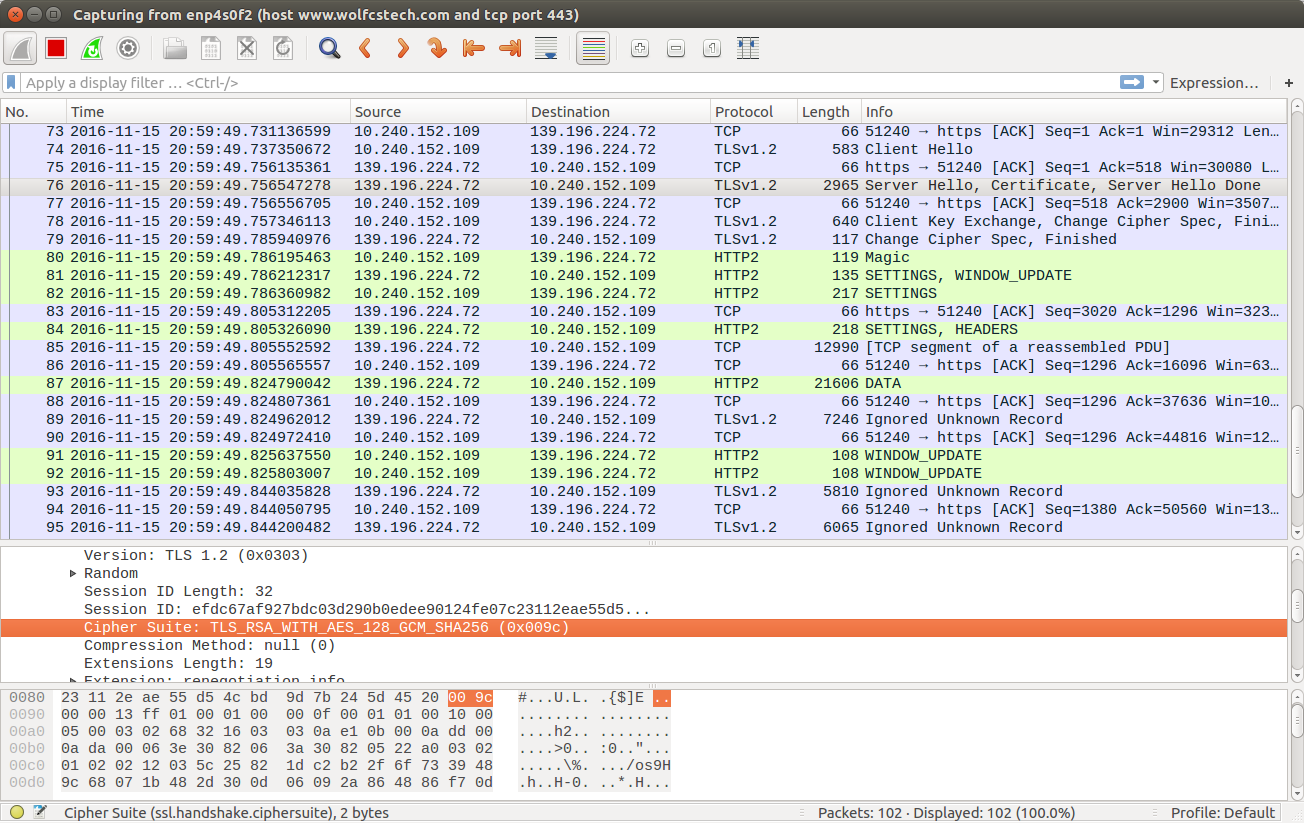 Capturing from enp4s0f2 (host www.wolfcstech.com and tcp port 443)
Apply a display filter … <Ctrl-/> Expression… +
No. Time Source Destination Protocol Length Info
73 2016-11-15 20:59:49.731136599 10.240.152.109 139.196.224.72 TCP 66 51240 → https [ACK] Seq=1 Ack=1 Win=29312 Len…
74 2016-11-15 20:59:49.737350672 10.240.152.109 139.196.224.72 TLSv1.2 583 Client Hello
75 2016-11-15 20:59:49.756135361 139.196.224.72 10.240.152.109 TCP 66 https → 51240 [ACK] Seq=1 Ack=518 Win=30080 L…
76 2016-11-15 20:59:49.756547278 139.196.224.72 10.240.152.109 TLSv1.2 2965 Server Hello, Certificate, Server Hello Done
77 2016-11-15 20:59:49.756556705 10.240.152.109 139.196.224.72 TCP 66 51240 → https [ACK] Seq=518 Ack=2900 Win=3507…
78 2016-11-15 20:59:49.757346113 10.240.152.109 139.196.224.72 TLSv1.2 640 Client Key Exchange, Change Cipher Spec, Fini…
79 2016-11-15 20:59:49.785940976 139.196.224.72 10.240.152.109 TLSv1.2 117 Change Cipher Spec, Finished
80 2016-11-15 20:59:49.786195463 10.240.152.109 139.196.224.72 HTTP2 119 Magic
81 2016-11-15 20:59:49.786212317 139.196.224.72 10.240.152.109 HTTP2 135 SETTINGS, WINDOW_UPDATE
82 2016-11-15 20:59:49.786360982 10.240.152.109 139.196.224.72 HTTP2 217 SETTINGS
83 2016-11-15 20:59:49.805312205 139.196.224.72 10.240.152.109 TCP 66 https → 51240 [ACK] Seq=3020 Ack=1296 Win=323…
84 2016-11-15 20:59:49.805326090 139.196.224.72 10.240.152.109 HTTP2 218 SETTINGS, HEADERS
85 2016-11-15 20:59:49.805552592 139.196.224.72 10.240.152.109 TCP 12990 [TCP segment of a reassembled PDU]
86 2016-11-15 20:59:49.805565557 10.240.152.109 139.196.224.72 TCP 66 51240 → https [ACK] Seq=1296 Ack=16096 Win=63…
87 2016-11-15 20:59:49.824790042 139.196.224.72 10.240.152.109 HTTP2 21606 DATA
88 2016-11-15 20:59:49.824807361 10.240.152.109 139.196.224.72 TCP 66 51240 → https [ACK] Seq=1296 Ack=37636 Win=10…
89 2016-11-15 20:59:49.824962012 139.196.224.72 10.240.152.109 TLSv1.2 7246 Ignored Unknown Record
90 2016-11-15 20:59:49.824972410 10.240.152.109 139.196.224.72 TCP 66 51240 → https [ACK] Seq=1296 Ack=44816 Win=12…
91 2016-11-15 20:59:49.825637550 10.240.152.109 139.196.224.72 HTTP2 108 WINDOW_UPDATE
92 2016-11-15 20:59:49.825803007 10.240.152.109 139.196.224.72 HTTP2 108 WINDOW_UPDATE
93 2016-11-15 20:59:49.844035828 139.196.224.72 10.240.152.109 TLSv1.2 5810 Ignored Unknown Record
94 2016-11-15 20:59:49.844050795 10.240.152.109 139.196.224.72 TCP 66 51240 → https [ACK] Seq=1380 Ack=50560 Win=13…
95 2016-11-15 20:59:49.844200482 139.196.224.72 10.240.152.109 TLSv1.2 6065 Ignored Unknown Record
Version: TLS 1.2 (0x0303)
Random
Session ID Length: 32
Session ID: efdc67af927bdc03d290b0edee90124fe07c23112eae55d5...
Cipher Suite: TLS_RSA_WITH_AES_128_GCM_SHA256 (0x009c)
Compression Method: null (0)
Extensions Length: 19
Extension: renegotiation_info
0080 23 11 2e ae 55 d5 4c bd 9d 7b 24 5d 45 20 00 9c #...U.L. .{$]E ..
0090 00 00 13 ff 01 00 01 00 00 0f 00 01 01 00 10 00 ........ ........
00a0 05 00 03 02 68 32 16 03 03 0a e1 0b 00 0a dd 00 ....h2.. ........
00b0 0a da 00 06 3e 30 82 06 3a 30 82 05 22 a0 03 02 ....>0.. :0.."...
00c0 01 02 02 12 03 5c 25 82 1d c2 b2 2f 6f 73 39 48 .....\%. .../os9H
00d0 9c 68 07 1b 48 2d 30 0d 06 09 2a 86 48 86 f7 0d .h..H-0. ..*.H...
Cipher Suite (ssl.handshake.ciphersuite), 2 bytes Packets: 102 · Displayed: 102 (100.0%) Profile: Default